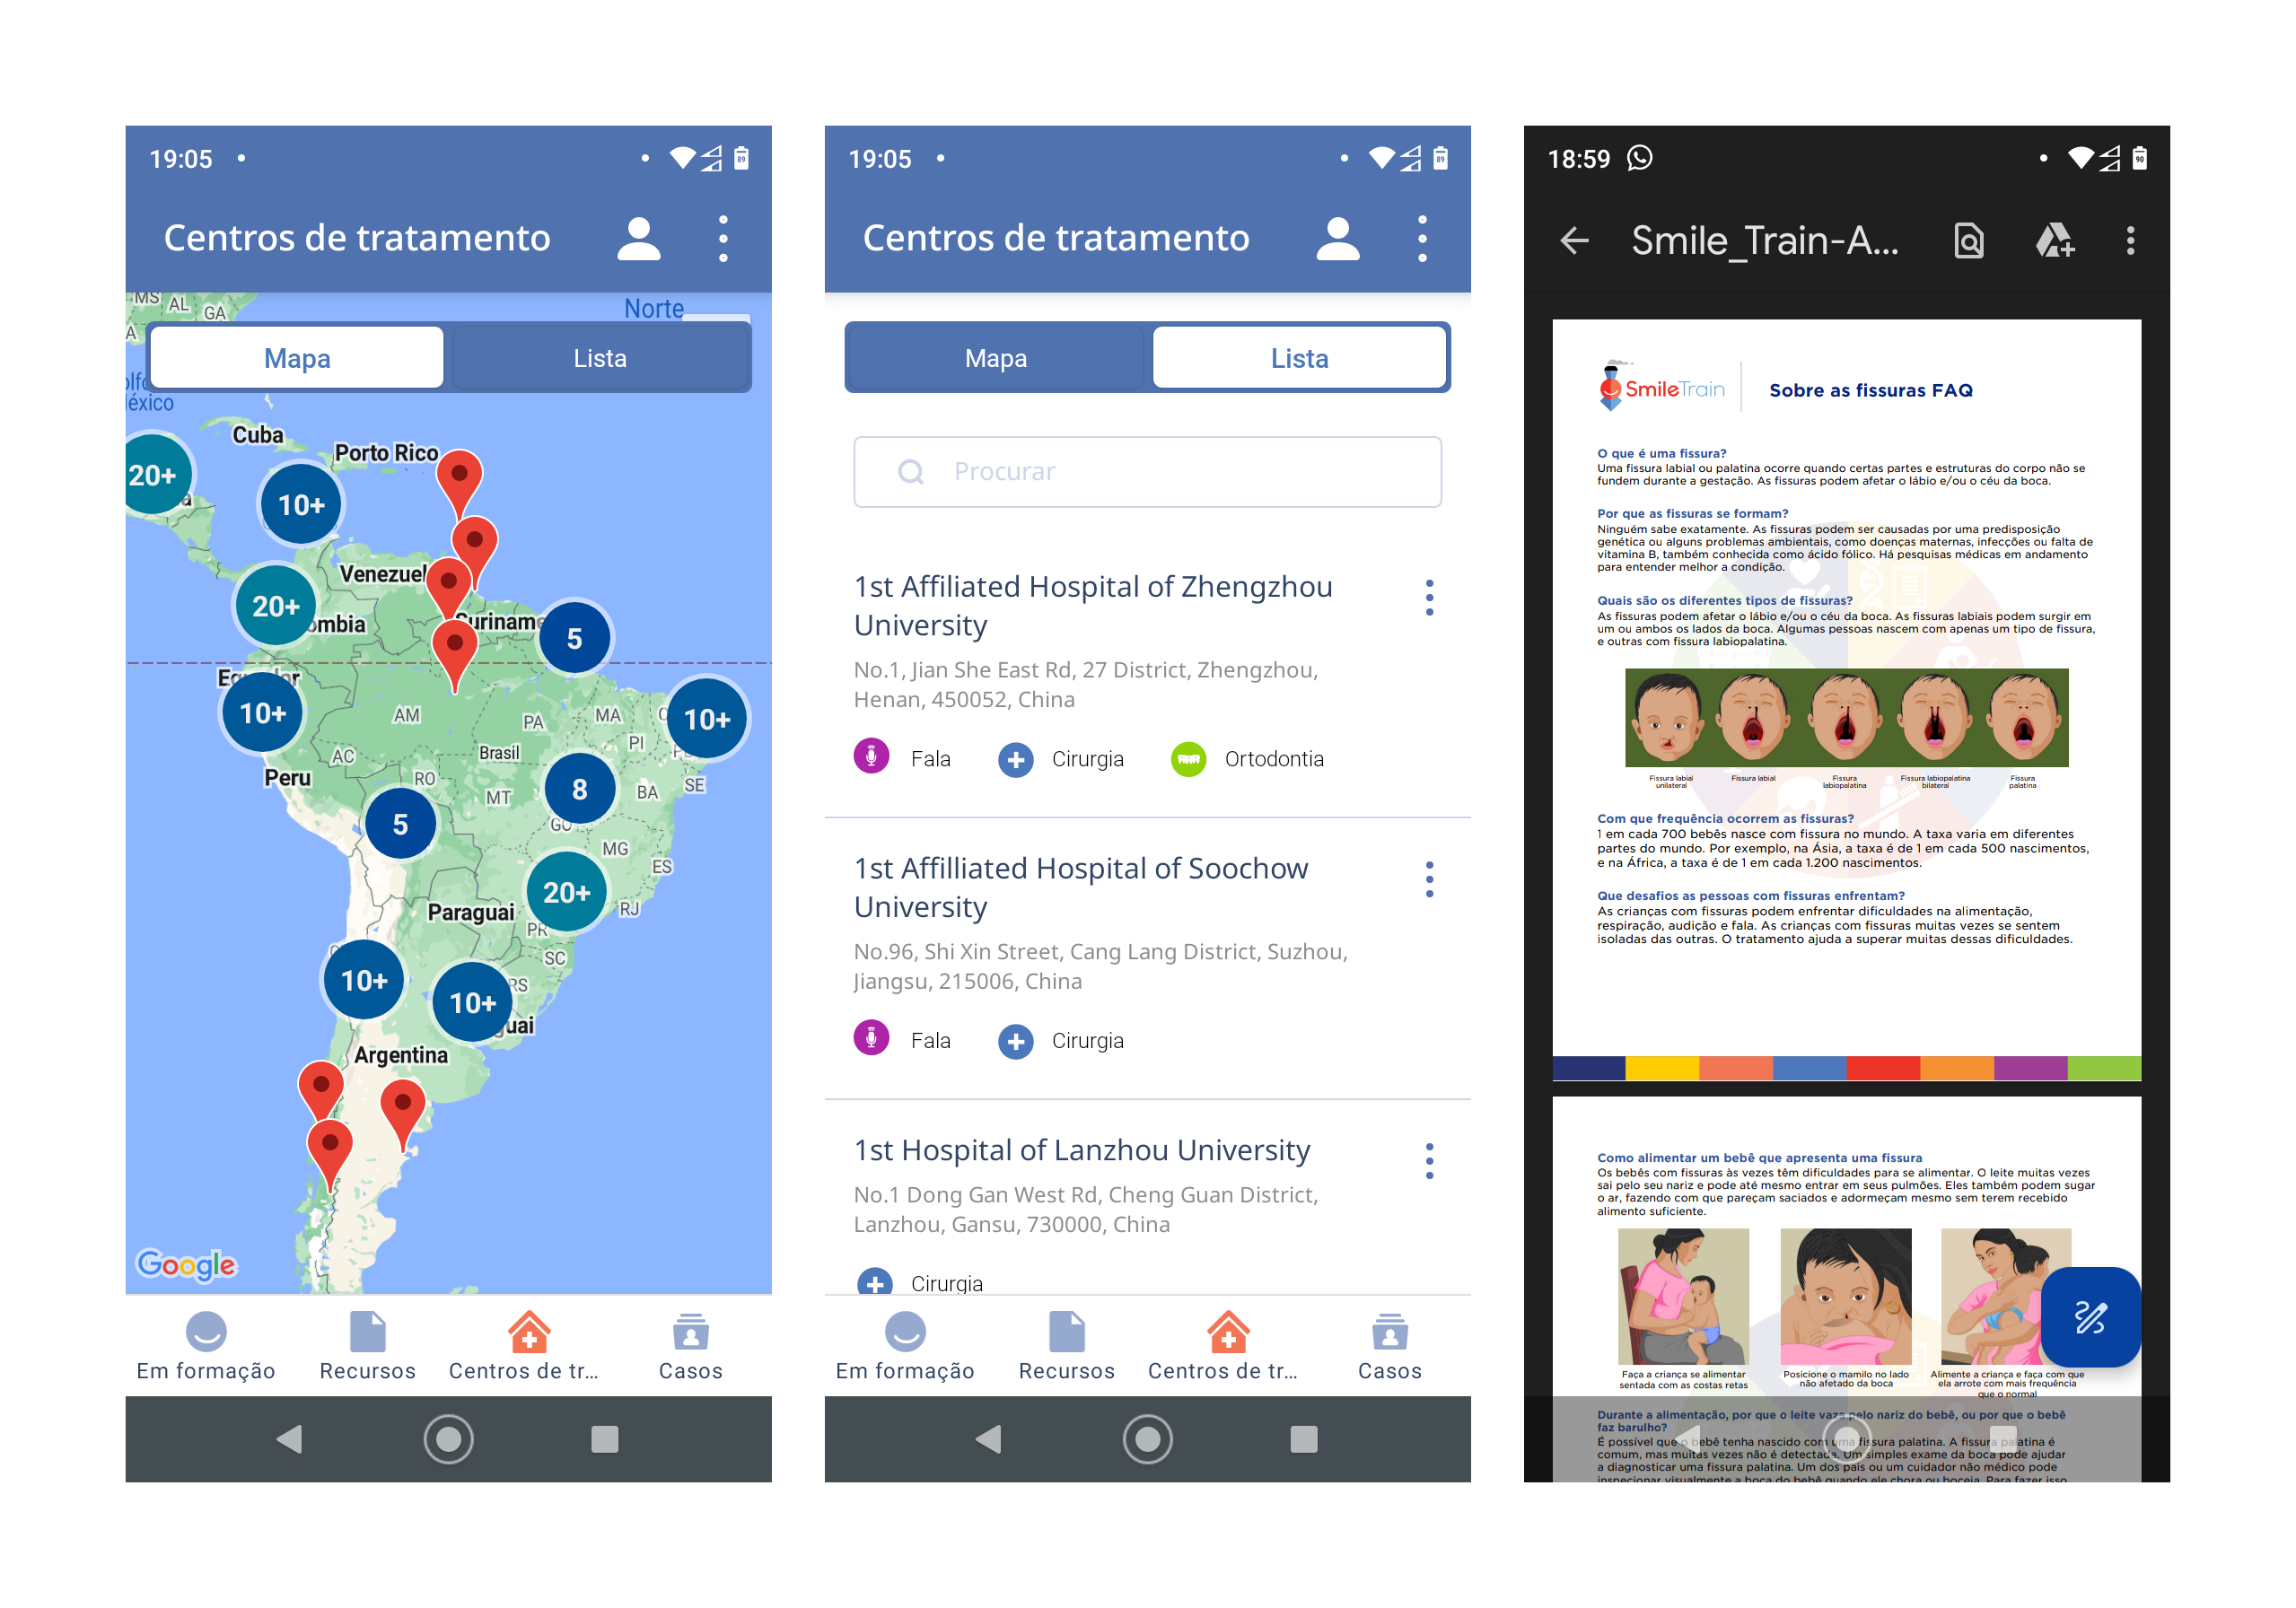 19:05
89
Centros de tratamento
MS
AL
GA
A
Norte
Mapa
Lista
México
Cuba
Porto Rico
20+
10+
Venezuel
20+
ombia
Suriname
5
Ecuador
10+
AM
PA
MA
10+
PI
AC
Brasil
Peru
RO
MT
8
BA
SE
5
GO
MG
20+
ES
Paraguai
RJ
PR
SC
10+
10+
RS
guai
Argentina
Google
Em formação
Recursos
Centros de tr...
Casos
19:05
89
Centros de tratamento
Mapa
Lista
Procurar
1st Affiliated Hospital of Zhengzhou
University
No.1, Jian She East Rd, 27 District, Zhengzhou,
Henan, 450052, China
Fala
Cirurgia
Ortodontia
1st Affilliated Hospital of Soochow
University
No.96, Shi Xin Street, Cang Lang District, Suzhou,
Jiangsu, 215006, China
Fala
Cirurgia
1st Hospital of Lanzhou University
No.1 Dong Gan West Rd, Cheng Guan District,
Lanzhou, Gansu, 730000, China
Cirurgia
Em formação
Recursos
Centros de tr...
Casos
18:59
90
Smile_Train-A...
SmileTrain
Sobre as fissuras FAQ
O que é uma fissura?
Uma fissura labial ou palatina ocorre quando certas partes e estruturas do corpo não se
fundem durante a gestação. As fissuras podem afetar o lábio e/ou o céu da boca.
Por que as fissuras se formam?
Ninguém sabe exatamente. As fissuras podem ser causadas por uma predisposição
genética ou alguns problemas ambientais, como doenças maternas, infecções ou falta de
vitamina B, também conhecida como ácido fólico. Há pesquisas médicas em andamento
para entender melhor a condição.
Quais são os diferentes tipos de fissuras?
As fissuras podem afetar o lábio e/ou o céu da boca. As fissuras labiais podem surgir em
um ou ambos os lados da boca. Algumas pessoas nascem com apenas um tipo de fissura,
e outras com fissura labiopalatina.
Fissura labial
unilateral
Fissura labial
Fissura
labiopalatina
Fissura labiopalatina
bilateral
Fissura
palatina
Com que frequência ocorrem as fissuras?
1 em cada 700 bebês nasce com fissura no mundo. A taxa varia em diferentes
partes do mundo. Por exemplo, na Ásia, a taxa é de 1 em cada 500 nascimentos,
e na África, a taxa é de 1 em cada 1.200 nascimentos.
Que desafios as pessoas com fissuras enfrentam?
As crianças com fissuras podem enfrentar dificuldades na alimentação,
respiração, audição e fala. As crianças com fissuras muitas vezes se sentem
isoladas das outras. O tratamento ajuda a superar muitas dessas dificuldades.
Como alimentar um bebê que apresenta uma fissura
Os bebês com fissuras às vezes têm dificuldades para se alimentar. O leite muitas vezes
sai pelo seu nariz e pode até mesmo entrar em seus pulmões. Eles também podem sugar
o ar, fazendo com que pareçam saciados e adormeçam mesmo sem terem recebido
alimento suficiente.
Faça a criança se alimentar
sentada com as costas retas
Posicione o mamilo no lado
não afetado da boca
Alimente a criança e faça com que
ela arrote com mais frequência
que o normal
Durante a alimentação, por que o leite vaza pelo nariz do bebê, ou por que o bebê
faz barulho?
É possível que o bebê tenha nascido com uma fissura palatina. A fissura palatina é
comum, mas muitas vezes não é detectada. Um simples exame da boca pode ajudar
a diagnosticar uma fissura palatina. Um dos pais ou um cuidador não médico pode
inspecionar visualmente a boca do bebê quando ele chora ou boceja. Para fazer isso